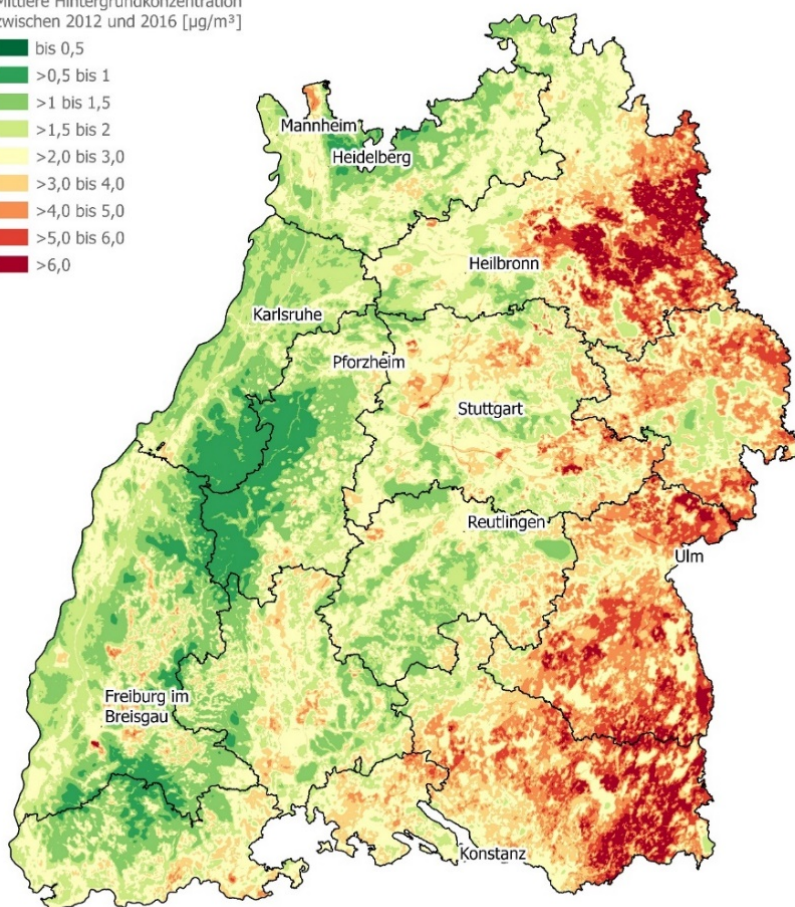 Mittlere Hintergrundkonzentration
zwischen 2012 und 2016 [µg/m³]
bis 0,5
>0,5 bis 1
>1 bis 1,5
>1,5 bis 2
>2,0 bis 3,0
>3,0 bis 4,0
>4,0 bis 5,0
>5,0 bis 6,0
>6,0
Mannheim
Heidelberg
Heilbronn
Karlsruhe
Pforzheim
Stuttgart
Reutlingen
Ulm
Freiburg im
Breisgau
Konstanz